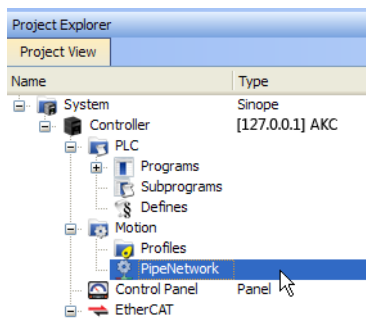 Project Explorer
Project View
Name Type
System Sinope
Controller [127.0.0.1] AKC
PLC
Programs
Subprograms
Defines
Motion
Profiles
PipeNetwork
Control Panel Panel
EtherCAT